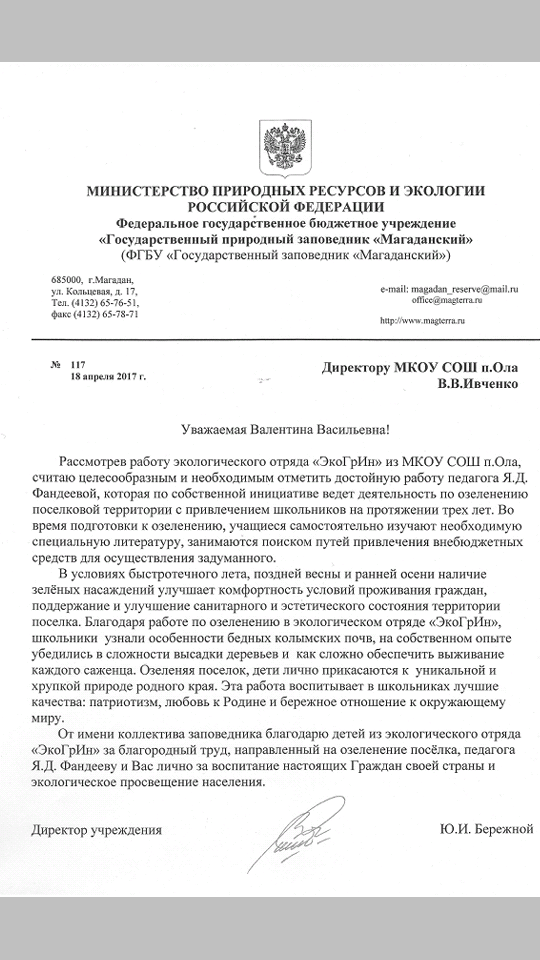 МИНИСТЕРСТВО ПРИРОДНЫХ РЕСУРСОВ И ЭКОЛОГИИ
РОССИЙСКОЙ ФЕДЕРАЦИИ
Федеральное государственное бюджетное учреждение
«Государственный природный заповедник «Магаданский»
(ФГБУ «Государственный заповедник «Магаданский»)
685000, г.Магадан,
ул. Кольцевая, д. 17,
Тел. (4132) 65-76-51,
факс (4132) 65-78-71
e-mail: magadan_reserve@mail.ru
office@magterra.ru
http://www.magterra.ru
№ 117
18 апреля 2017 г.
Директору МКОУ СОШ п.Ола
В.В.Ивченко
Уважаемая Валентина Васильевна!
Рассмотрев работу экологического отряда «ЭкоГрИн» из МКОУ СОШ п.Ола,
считаю целесообразным и необходимым отметить достойную работу педагога Я.Д.
Фандеевой, которая по собственной инициативе ведет деятельность по озеленению
поселковой территории с привлечением школьников на протяжении трех лет. Во
время подготовки к озеленению, учащиеся самостоятельно изучают необходимую
специальную литературу, занимаются поиском путей привлечения внебюджетных
средств для осуществления задуманного.
В условиях быстротечного лета, поздней весны и ранней осени наличие
зелёных насаждений улучшает комфортность условий проживания граждан,
поддержание и улучшение санитарного и эстетического состояния территории
поселка. Благодаря работе по озеленению в экологическом отряде «ЭкоГрИн»,
школьники узнали особенности бедных колымских почв, на собственном опыте
убедились в сложности высадки деревьев и как сложно обеспечить выживание
каждого саженца. Озеленяя поселок, дети лично прикасаются к уникальной и
хрупкой природе родного края. Эта работа воспитывает в школьниках лучшие
качества: патриотизм, любовь к Родине и бережное отношение к окружающему
миру.
От имени коллектива заповедника благодарю детей из экологического отряда
«ЭкоГрИн» за благородный труд, направленный на озеленение посёлка, педагога
Я.Д. Фандееву и Вас лично за воспитание настоящих Граждан своей страны и
экологическое просвещение населения.
Директор учреждения
Ю.И. Бережной